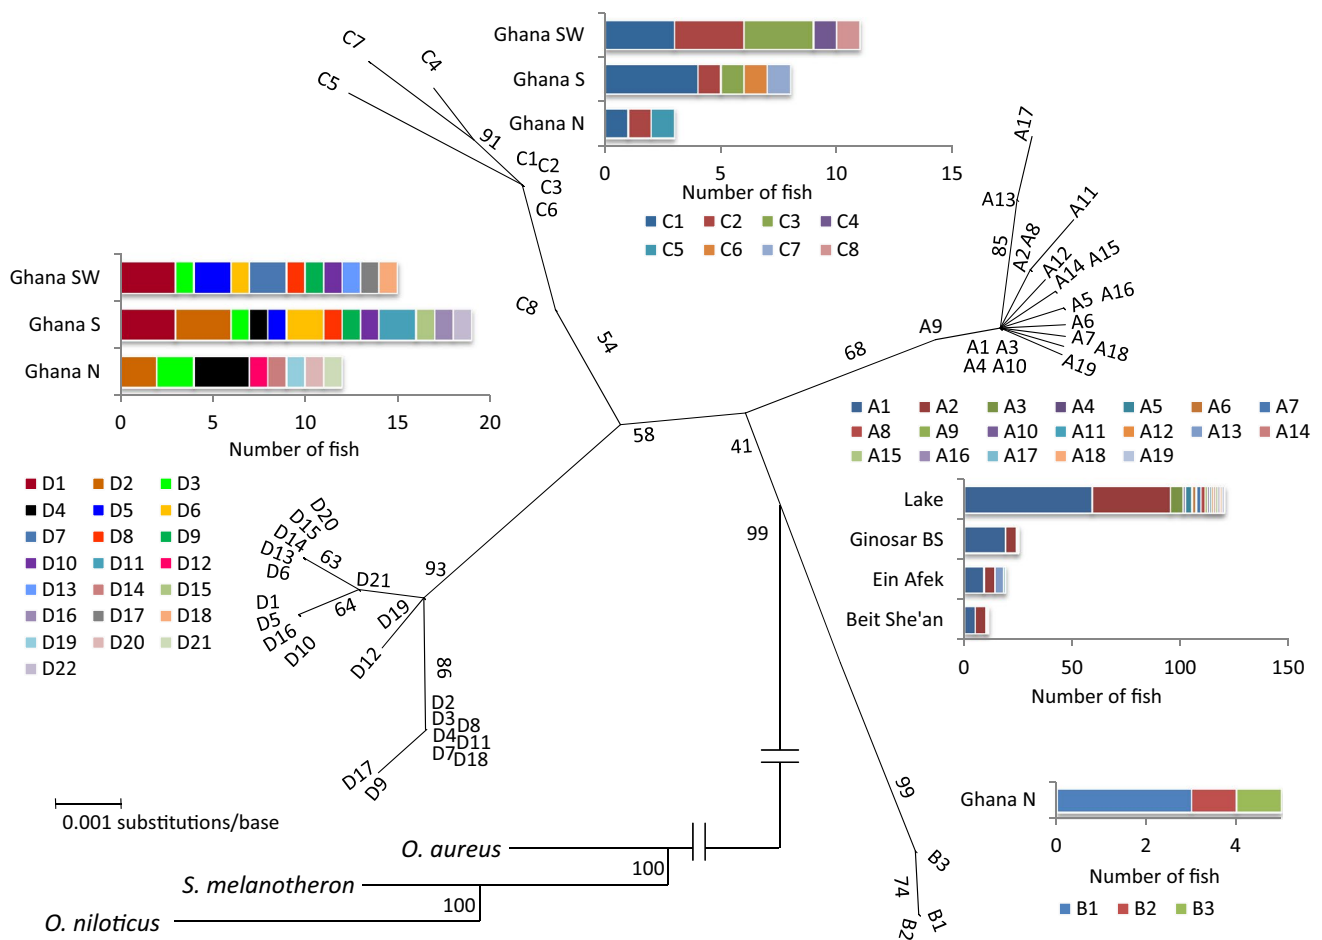 C7
C4
C5
91
C1
C2
C3
C6
C8
54
Ghana SW
Ghana S
Ghana N
0 5 10 15
Number of fish
C1 C2 C3 C4
C5 C6 C7 C8
Ghana SW
Ghana S
Ghana N
0 5 10 15 20
Number of fish
D1 D2 D3
D4 D5 D6
D7 D8 D9
D10 D11 D12
D13 D14 D15
D16 D17 D18
D19 D20 D21
D22
A17
A13
85
A2 A8
A11
A12
A14 A15
A5 A16
A6
A7 A18
A19
A9
A1 A3
A4 A10
68
58
41
99
93
A1 A2 A3 A4 A5 A6 A7
A8 A9 A10 A11 A12 A13 A14
A15 A16 A17 A18 A19
Lake
Ginosar BS
Ein Afek
Beit She'an
0 50 100 150
Number of fish
D20
D15
D14
D13
D6
63
D21
64
D1
D5
D16
D10
D19
D12
86
D2
D3 D8
D4 D11
D7 D18
D17
D9
99
B3
74
B1
B2
Ghana N
0 2 4
Number of fish
B1 B2 B3
0.001 substitutions/base
O. aureus
100
S. melanotheron
100
O. niloticus